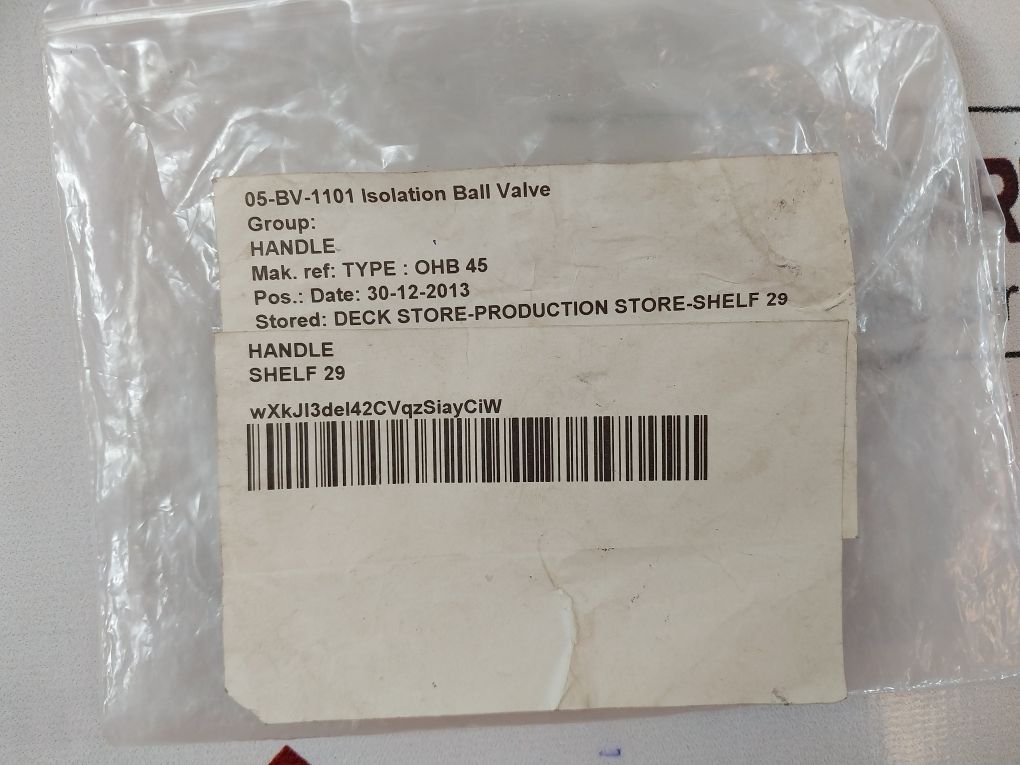 05-BV-1101 Isolation Ball Valve
Group:
HANDLE
Mak. ref: TYPE : OHB 45
Pos.: Date: 30-12-2013
Stored: DECK STORE-PRODUCTION STORE-SHELF 29
HANDLE
SHELF 29
wXkJI3deI42CVqzSiayCiW
R
r